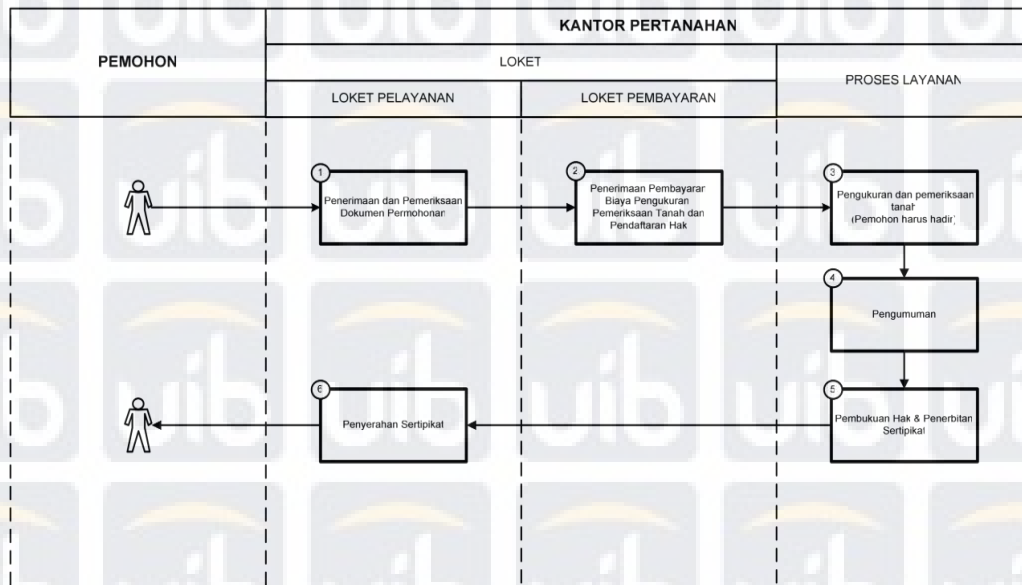 KANTOR PERTANAHAN
PEMOHON
LOKET
PROSES LAYANAN
LOKET PELAYANAN
LOKET PEMBAYARAN
1
Penerimaan dan Pemeriksaan
Dokumen Permohonan
2
Penerimaan Pembayaran
Biaya Pengukuran
Pemeriksaan Tanah dan
Pendaftaran Hak
3
Pengukuran dan pemeriksaan
tanah
(Pemohon harus hadir)
4
Pengumuman
5
Pembukuan Hak & Penerbitan
Sertipikat
6
Penyerahan Sertipikat
uib